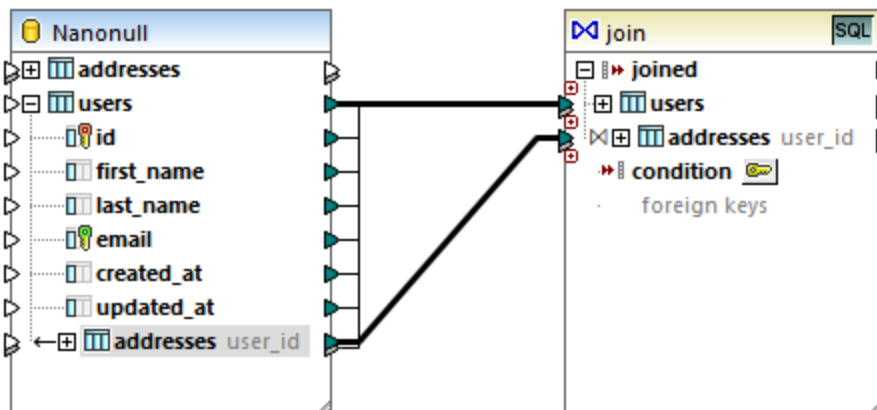 Nanonull
addresses
users
id
first_name
last_name
email
created_at
updated_at
addresses user_id
join SQL
joined
users
addresses user_id
condition
foreign keys